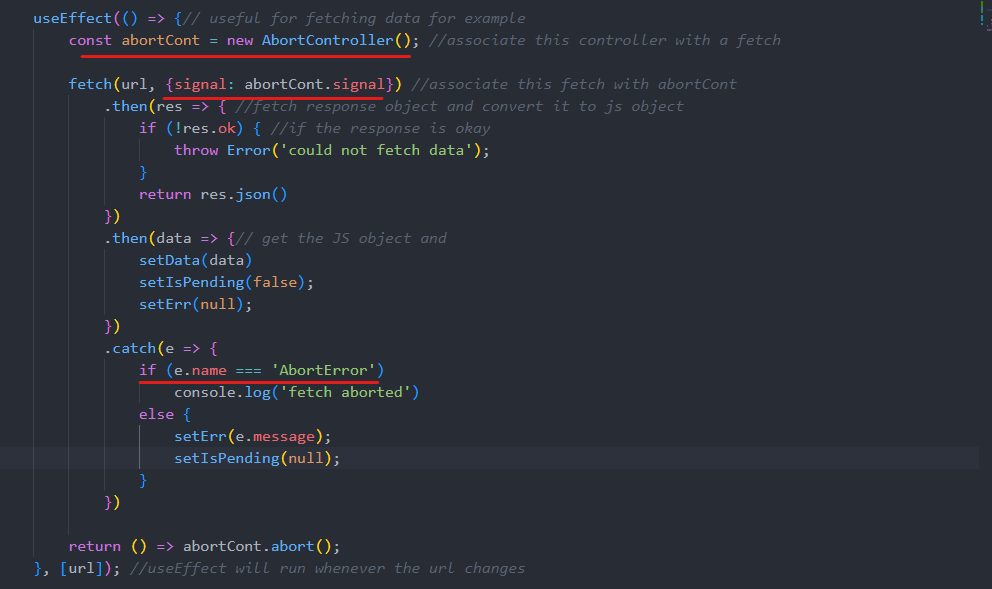 useEffect(() => {// useful for fetching data for example
const abortCont = new AbortController(); //associate this controller with a fetch
fetch(url, {signal: abortCont.signal}) //associate this fetch with abortCont
.then(res => { //fetch response object and convert it to js object
if (!res.ok) { //if the response is okay
throw Error('could not fetch data');
}
return res.json()
})
.then(data => {// get the JS object and
setData(data)
setIsPending(false);
setErr(null);
})
.catch(e => {
if (e.name === 'AbortError')
console.log('fetch aborted')
else {
setErr(e.message);
setIsPending(null);
}
})
return () => abortCont.abort();
}, [url]); //useEffect will run whenever the url changes